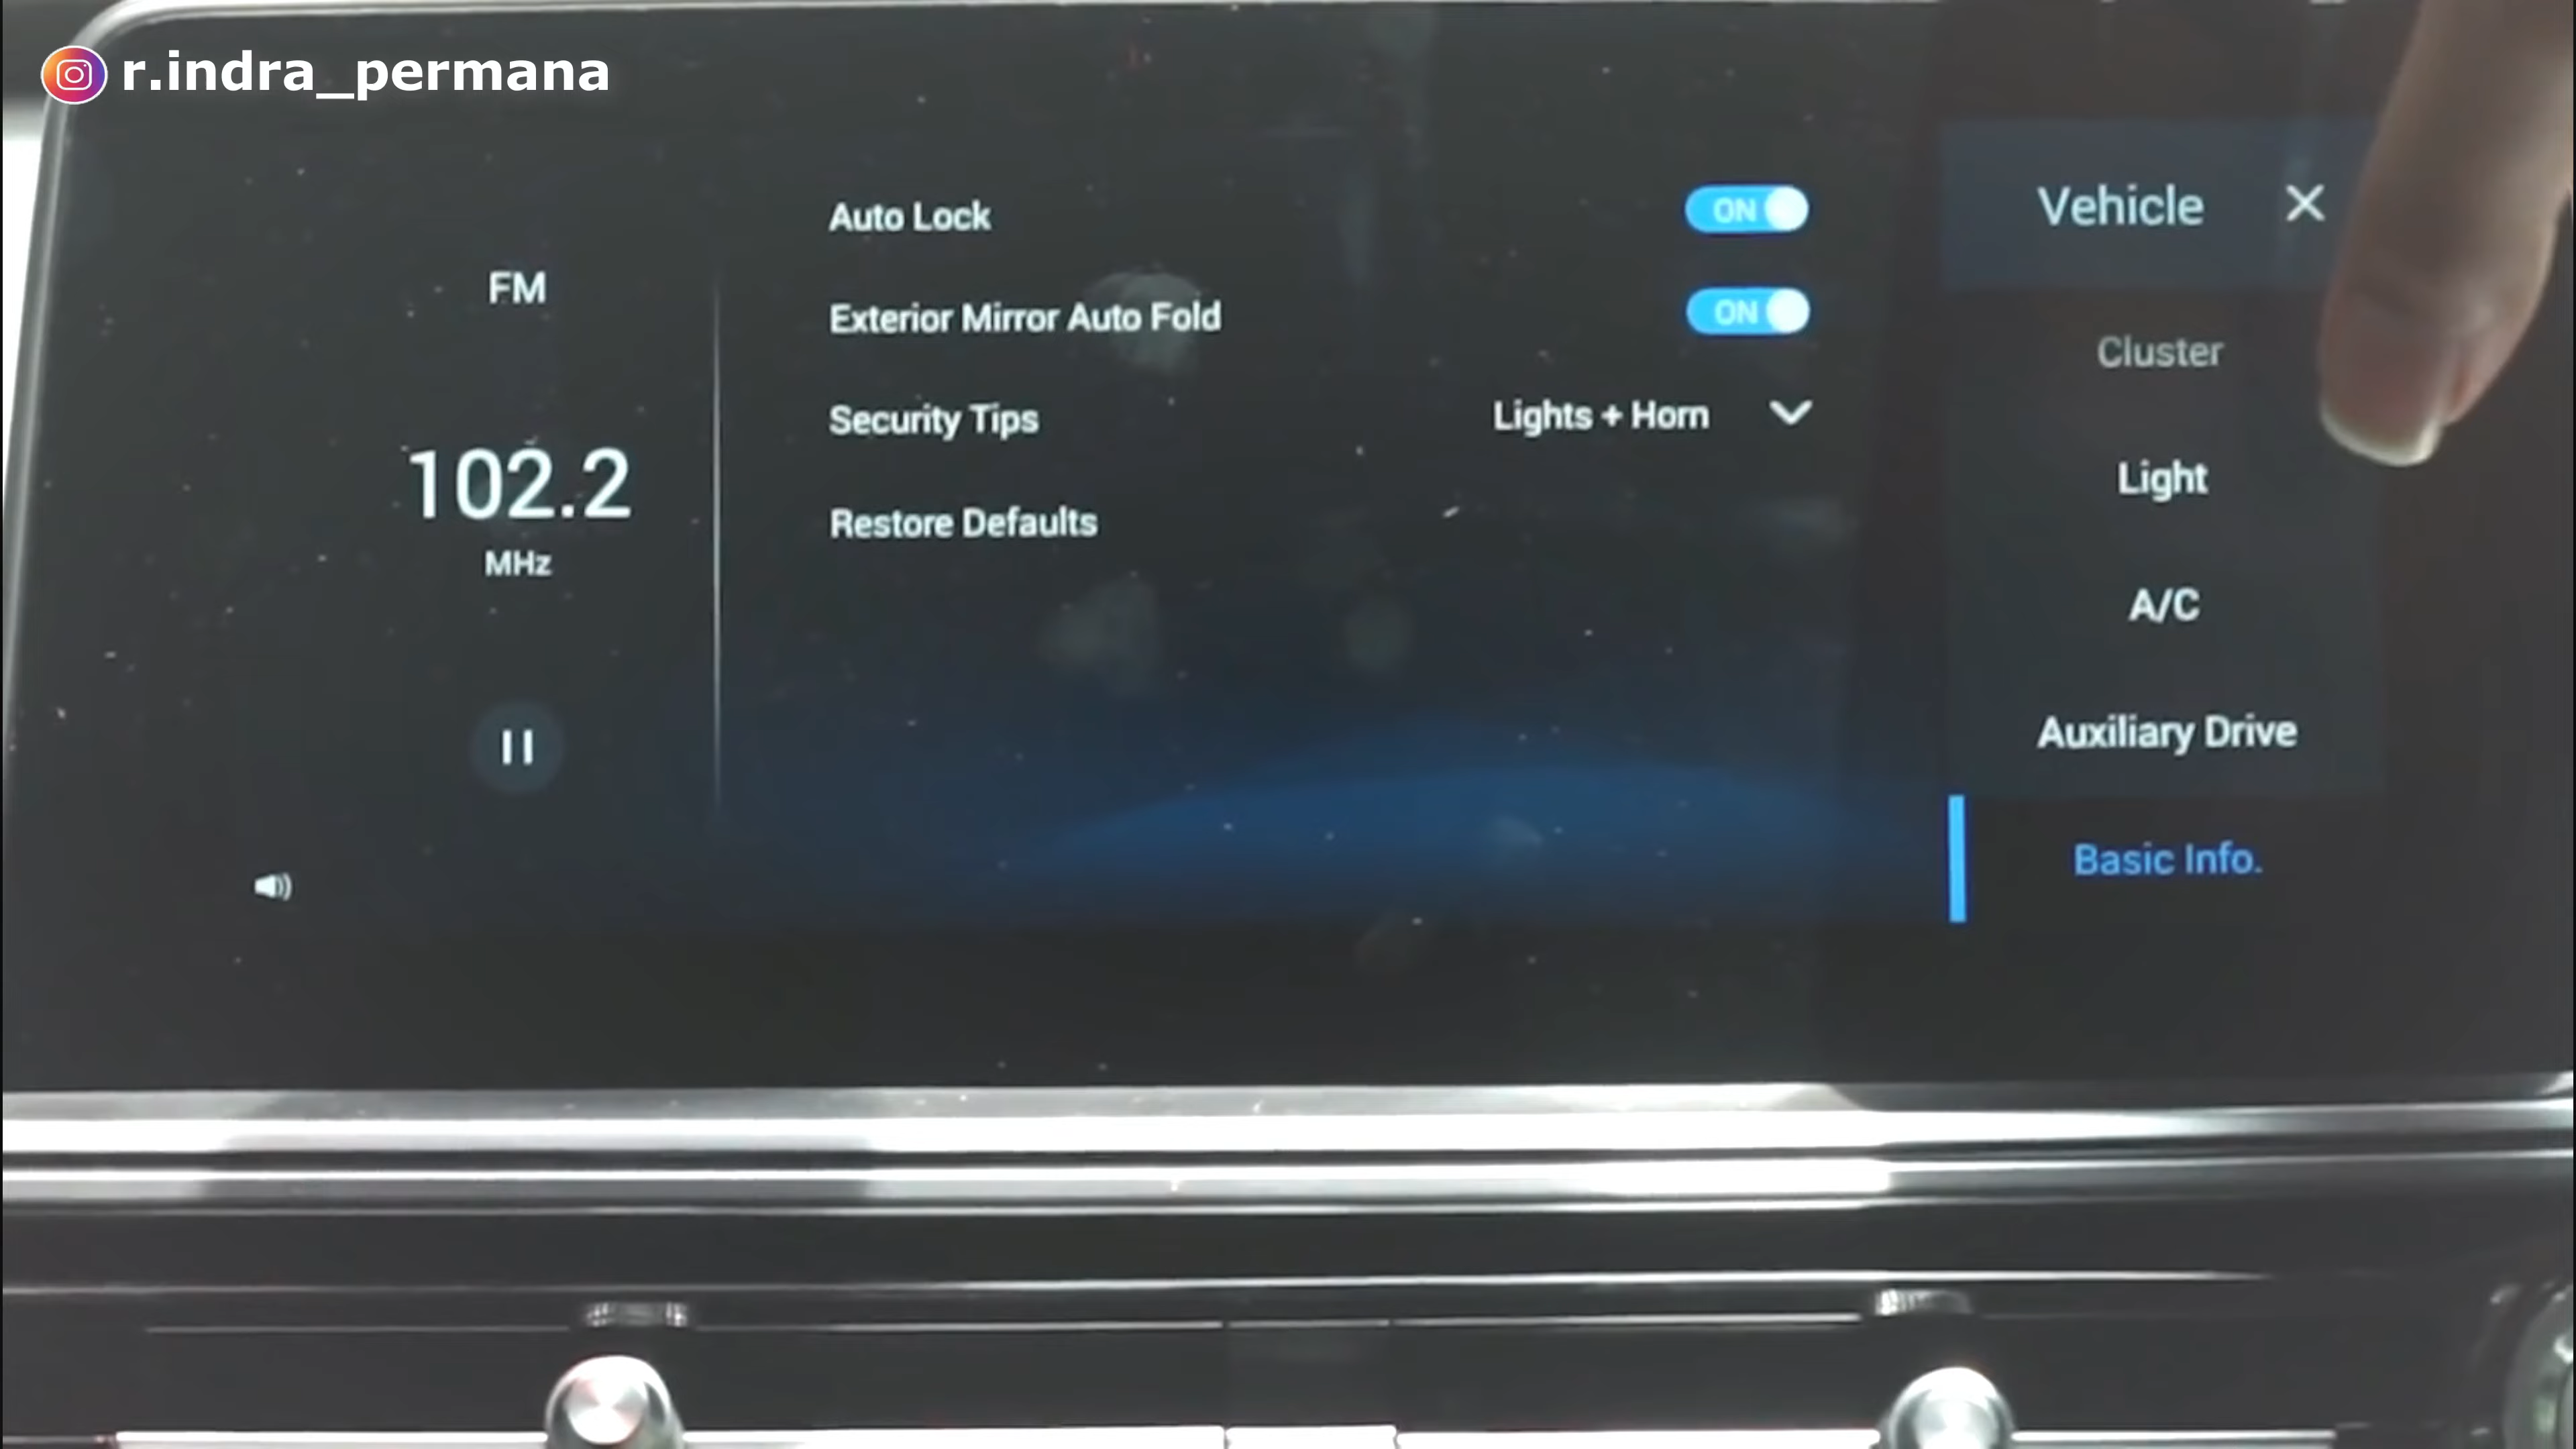 r.indra_permana
FM
102.2
MHz
Auto Lock
ON
Exterior Mirror Auto Fold
ON
Security Tips
Lights + Horn
Restore Defaults
Vehicle
Cluster
Light
A/C
Auxiliary Drive
Basic Info.